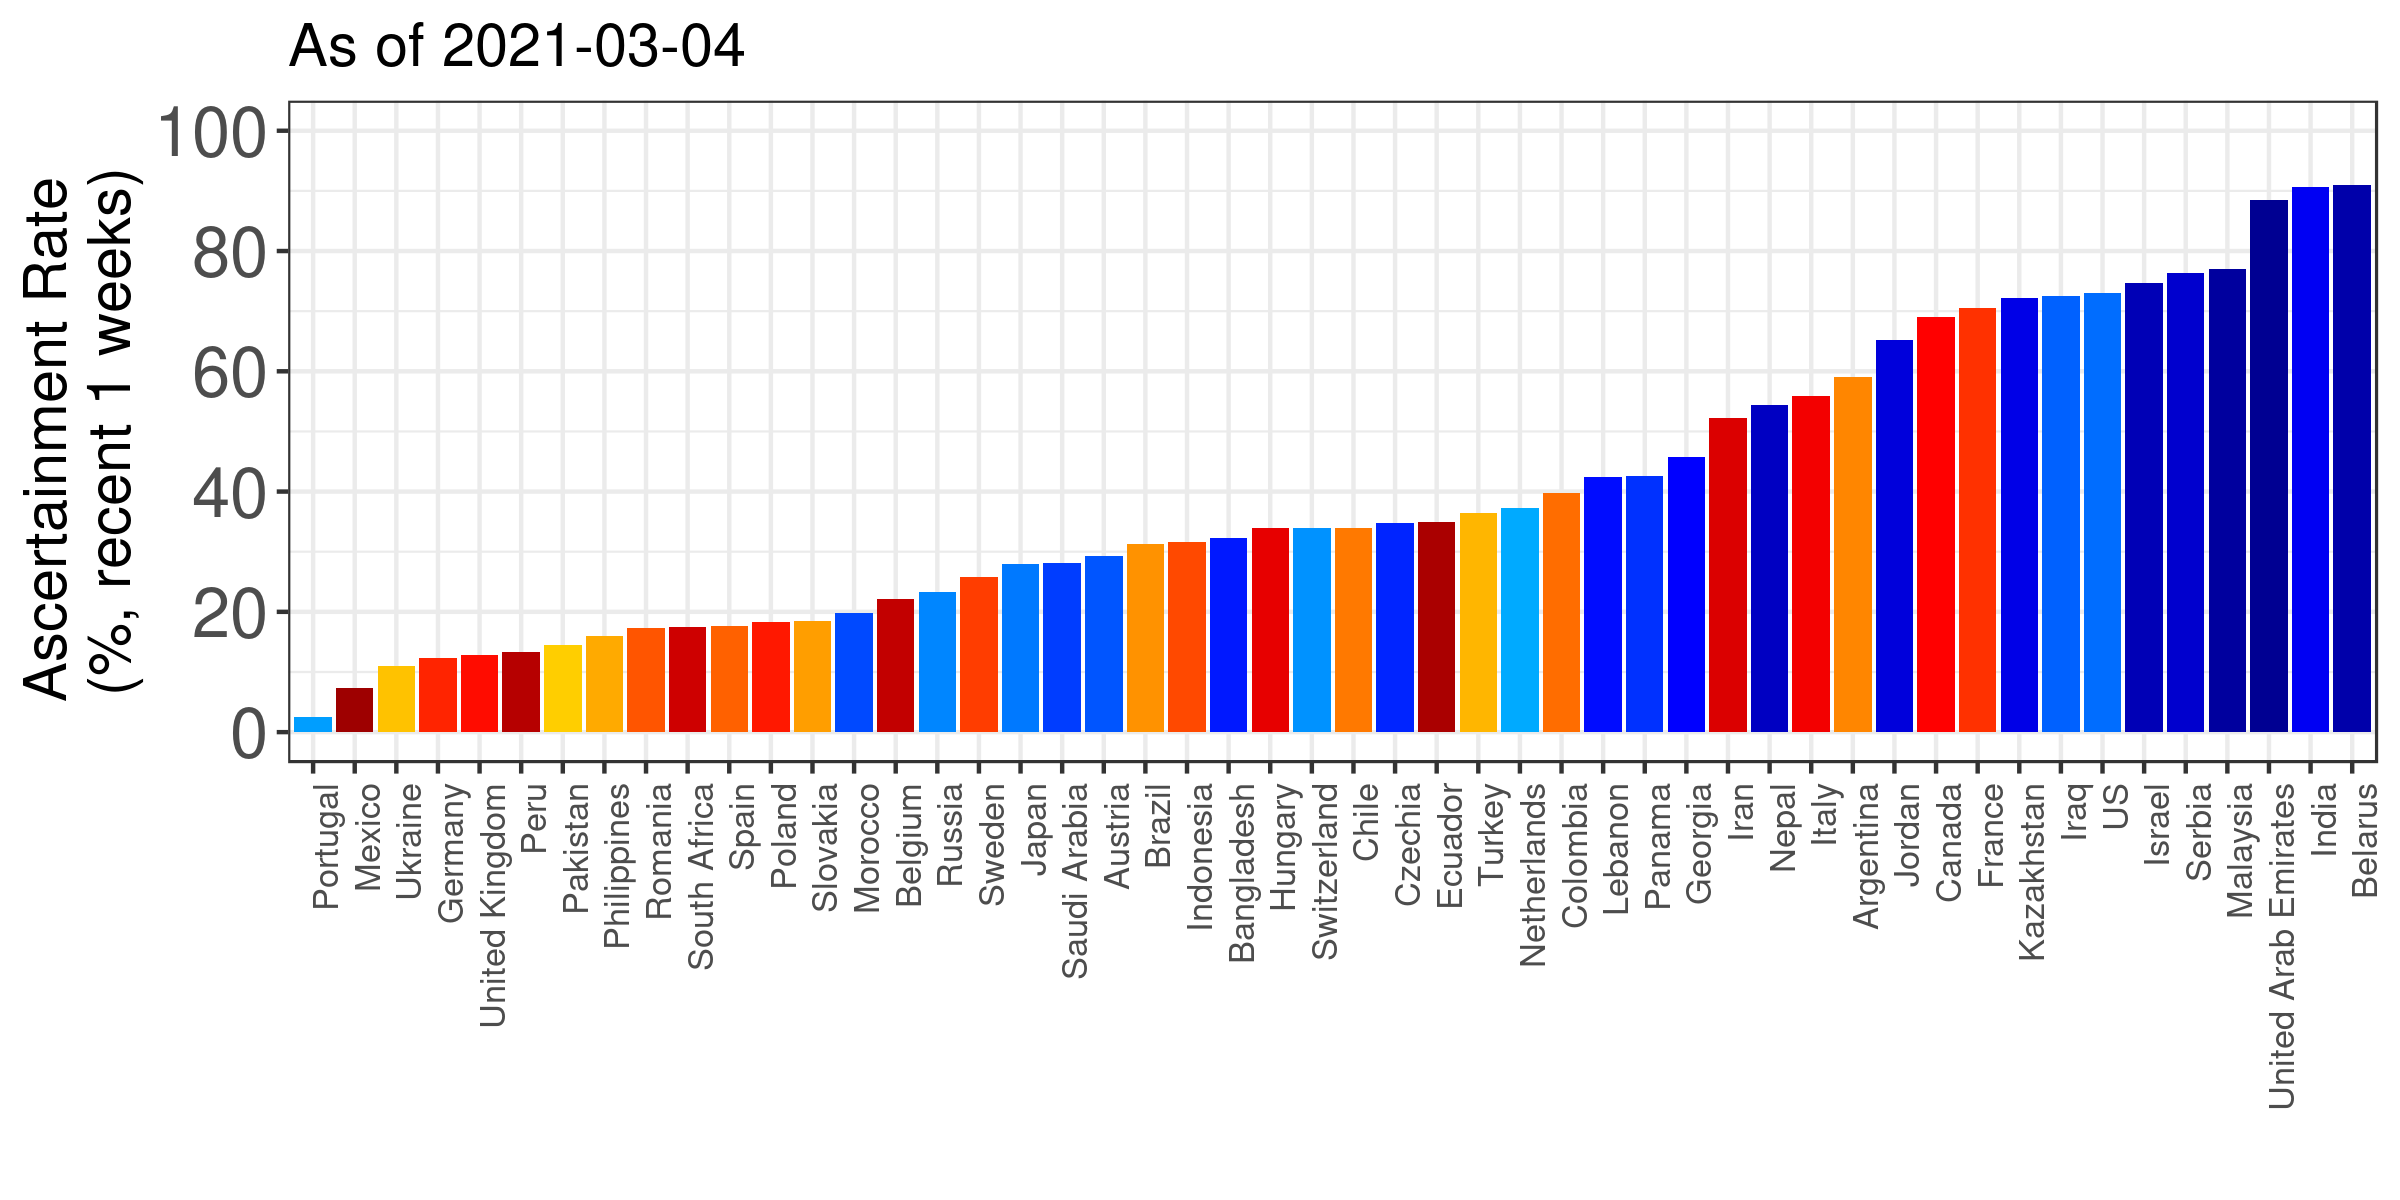 As of 2021-03-04
Ascertainment Rate
(%, recent 1 weeks)
100
80
60
40
20
0
Portugal
Mexico
Ukraine
Germany
United Kingdom
Peru
Pakistan
Philippines
Romania
South Africa
Spain
Poland
Slovakia
Morocco
Belgium
Russia
Sweden
Japan
Saudi Arabia
Austria
Brazil
Indonesia
Bangladesh
Hungary
Switzerland
Chile
Czechia
Ecuador
Turkey
Netherlands
Colombia
Lebanon
Panama
Georgia
Iran
Nepal
Italy
Argentina
Jordan
Canada
France
Kazakhstan
Iraq
US
Israel
Serbia
Malaysia
United Arab Emirates
India
Belarus